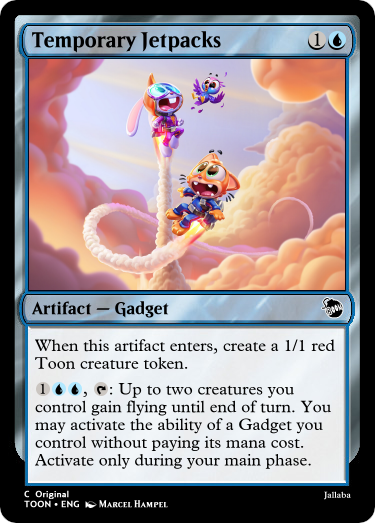 Temporary Jetpacks 1
Artifact — Gadget
When this artifact enters, create a 1/1 red
Toon creature token.
1, : Up to two creatures you
control gain flying until end of turn. You
may activate the ability of a Gadget you
control without paying its mana cost.
Activate only during your main phase.
C Original
TOON • ENG Marcel Hampel
Jallaba